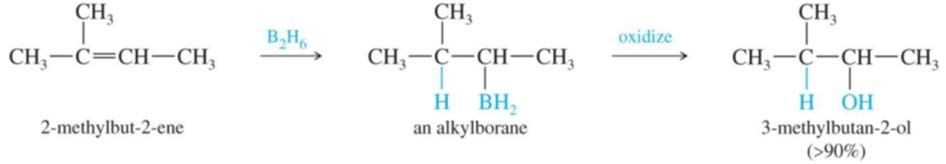 CH₃ CH₃ CH₃
CH₃—C=CH—CH₃ B₂H₆ CH₃—C—CH—CH₃ oxidize CH₃—C—CH—CH₃
H BH₂ H OH
2-methylbut-2-ene an alkylborane 3-methylbutan-2-ol
(>90%)